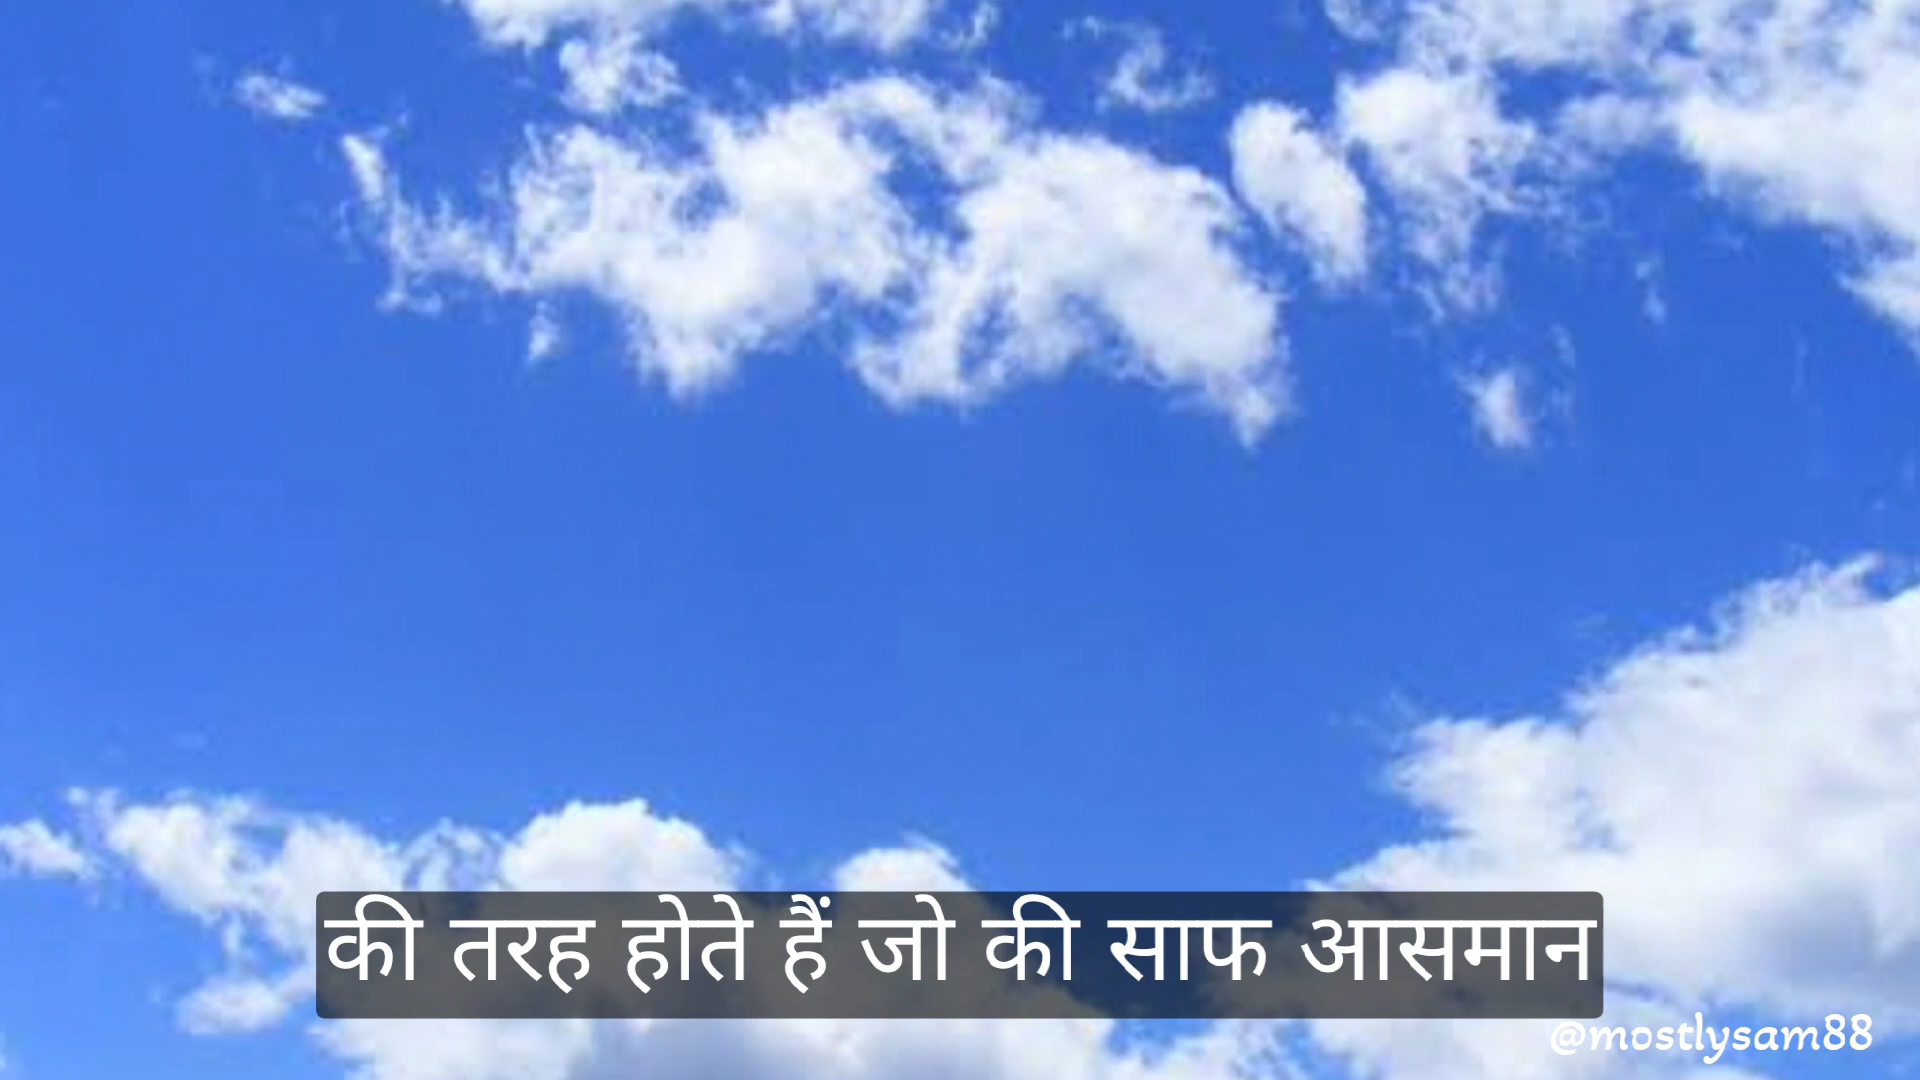 की तरह होते हैं जो की साफ आसमान
@mostlysam88